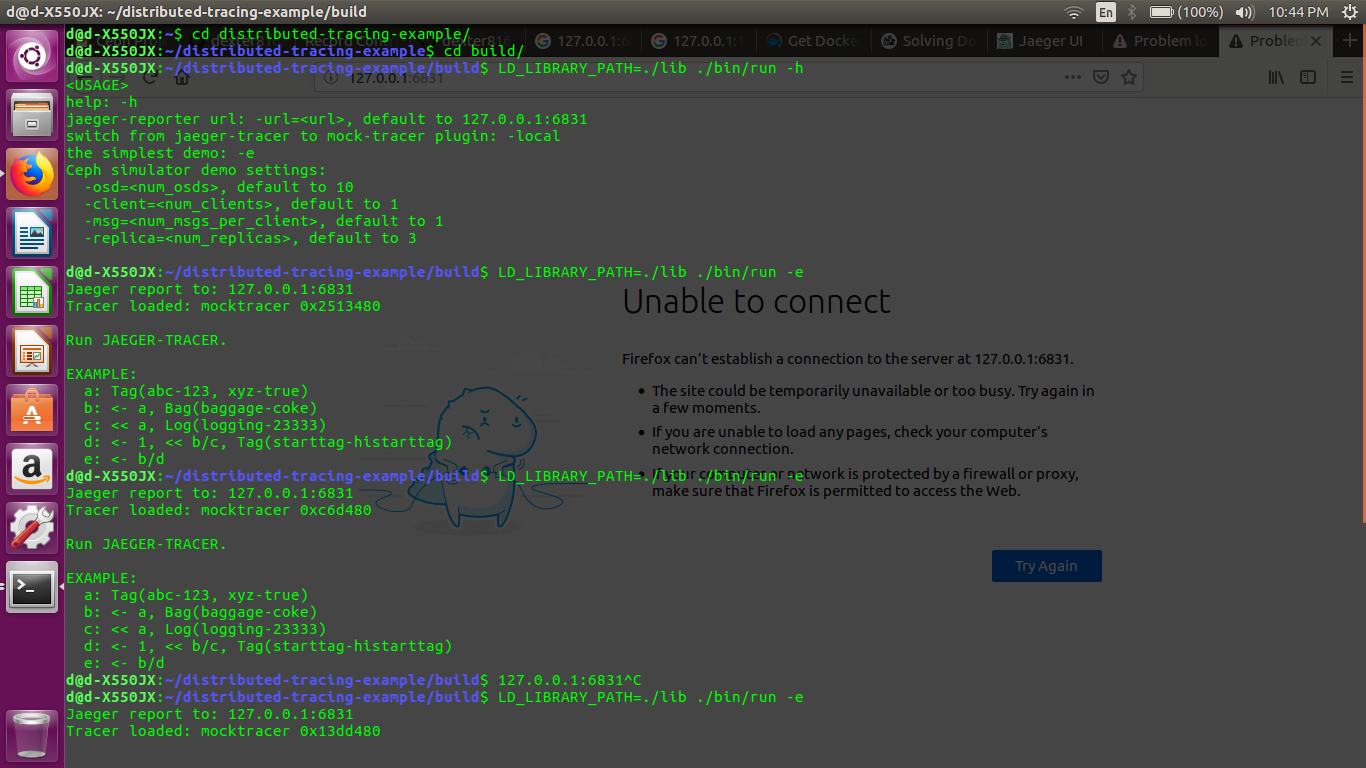 d@d-X550JX: ~/distributed-tracing-example/build
En
(100%)
10:44 PM
d@d-X550JX:~$ cd distributed-tracing-example/
127.0.0.1:6
127.0.0.1:
Get Docke
Solving Do
Jaeger UI
Problem lo
Problem
d@d-X550JX:~/distributed-tracing-example$ cd build/
d@d-X550JX:~/distributed-tracing-example/build$ LD_LIBRARY_PATH=./lib ./bin/run -h
127.0.0.1:6831
<USAGE>
help: -h
jaeger-reporter url: -url=<url>, default to 127.0.0.1:6831
switch from jaeger-tracer to mock-tracer plugin: -local
the simplest demo: -e
Ceph simulator demo settings:
-osd=<num_osds>, default to 10
-client=<num_clients>, default to 1
-msg=<num_msgs_per_client>, default to 1
-replica=<num_replicas>, default to 3
d@d-X550JX:~/distributed-tracing-example/build$ LD_LIBRARY_PATH=./lib ./bin/run -e
Jaeger report to: 127.0.0.1:6831
Tracer loaded: mocktracer 0x2513480
Run JAEGER-TRACER.
EXAMPLE:
a: Tag(abc-123, xyz-true)
b: <- a, Bag(baggage-coke)
c: << a, Log(logging-23333)
d: <- 1, << b/c, Tag(starttag-histarttag)
e: <- b/d
d@d-X550JX:~/distributed-tracing-example/build$ LD_LIBRARY_PATH=./lib ./bin/run -e
Jaeger report to: 127.0.0.1:6831
Tracer loaded: mocktracer 0xc6d480
Run JAEGER-TRACER.
EXAMPLE:
a: Tag(abc-123, xyz-true)
b: <- a, Bag(baggage-coke)
c: << a, Log(logging-23333)
d: <- 1, << b/c, Tag(starttag-histarttag)
e: <- b/d
d@d-X550JX:~/distributed-tracing-example/build$ 127.0.0.1:6831^C
d@d-X550JX:~/distributed-tracing-example/build$ LD_LIBRARY_PATH=./lib ./bin/run -e
Jaeger report to: 127.0.0.1:6831
Tracer loaded: mocktracer 0x13dd480
Unable to connect
Firefox can't establish a connection to the server at 127.0.0.1:6831.
The site could be temporarily unavailable or too busy. Try again in
a few moments.
If you are unable to load any pages, check your computer's
network connection.
network is protected by a firewall or proxy,
make sure that Firefox is permitted to access the Web.
Try Again